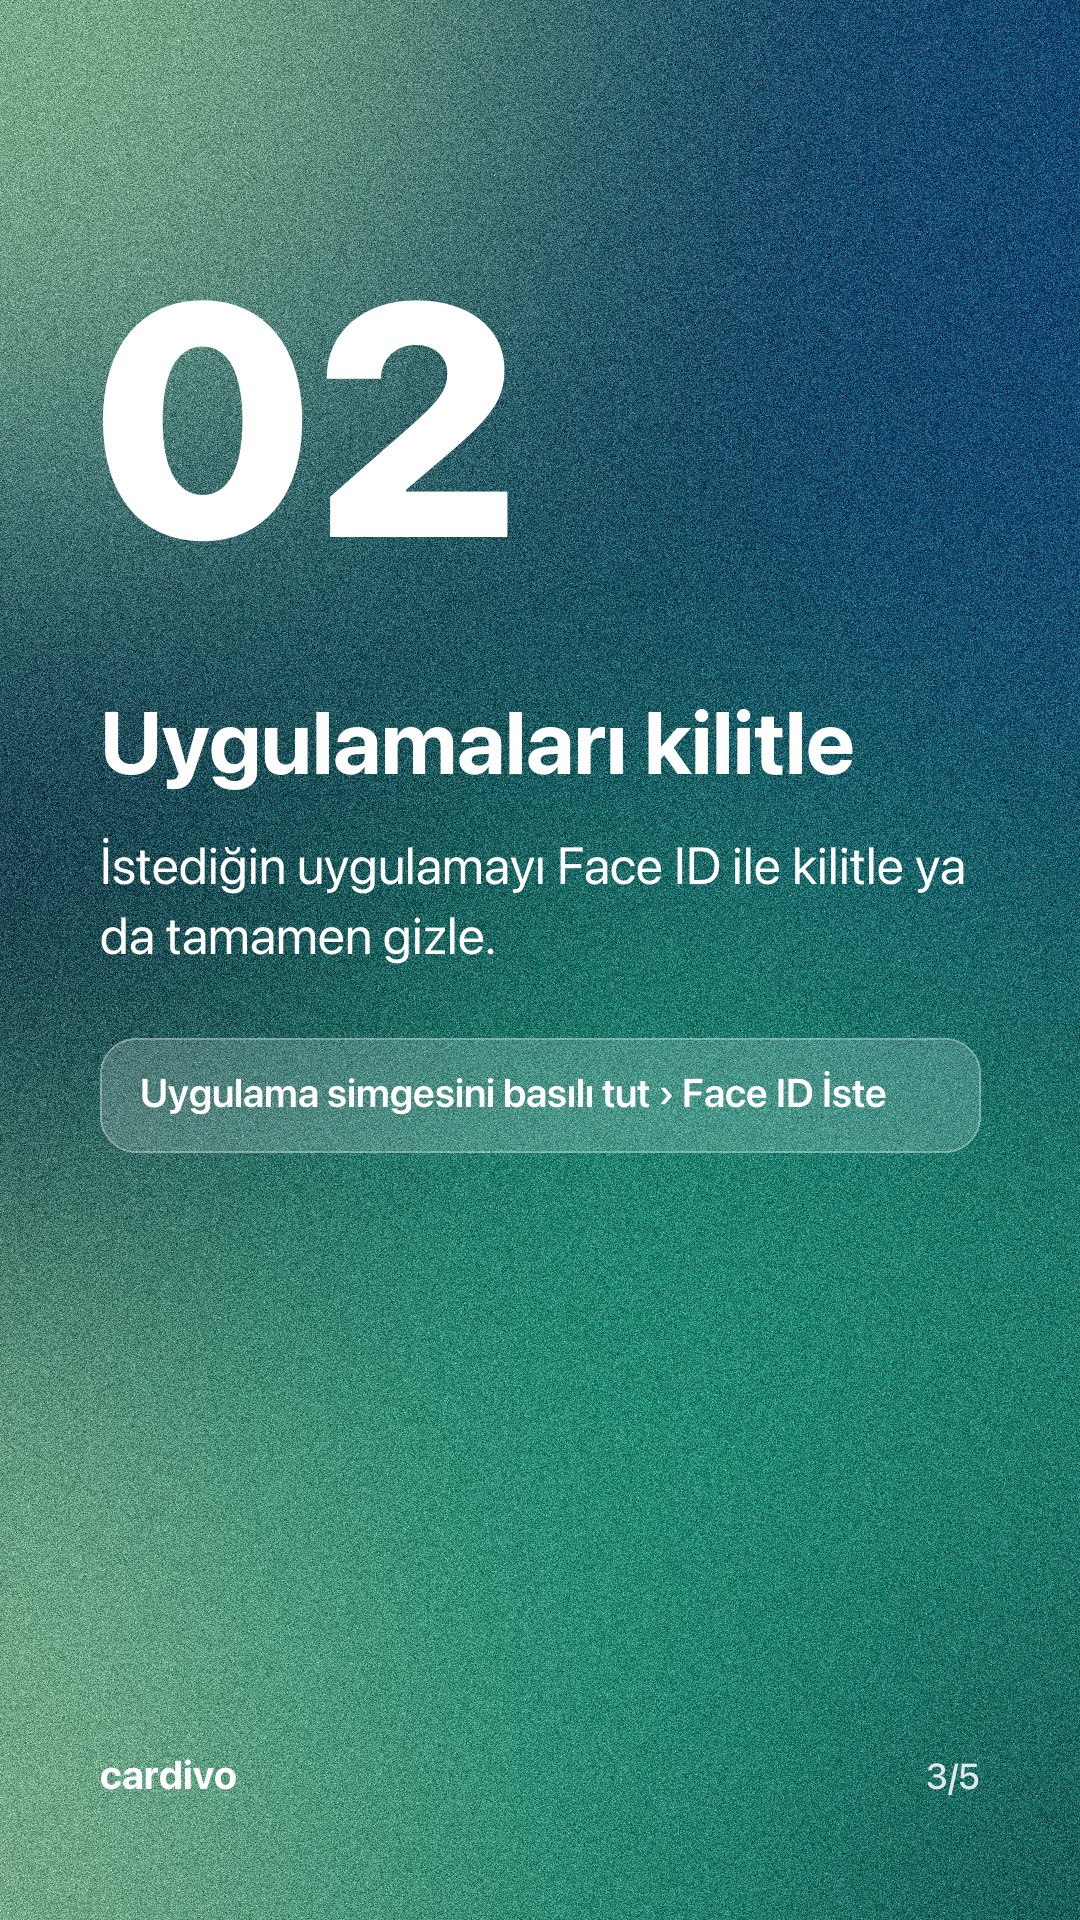 02
Uygulamaları kilitle
İstediğin uygulamayı Face ID ile kilitle ya
da tamamen gizle.
Uygulama simgesini basılı tut › Face ID İste
cardivo
3/5